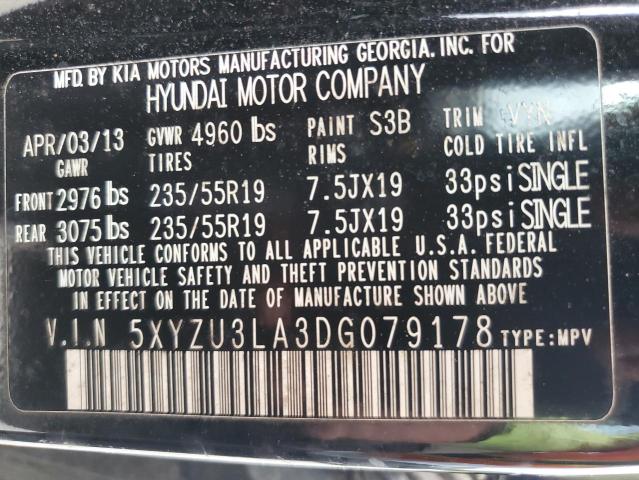 MFD. BY KIA MOTORS MANUFACTURING GEORGIA. INC. FOR
HYUNDAI MOTOR COMPANY
APR/03/13 GVWR 4960 lbs PAINT S3B TRIM VYN
GAWR TIRES RIMS COLD TIRE INFL
FRONT 2976 lbs 235/55R19 7.5JX19 33psi SINGLE
REAR 3075 lbs 235/55R19 7.5JX19 33psi SINGLE
THIS VEHICLE CONFORMS TO ALL APPLICABLE U.S.A. FEDERAL
MOTOR VEHICLE SAFETY AND THEFT PREVENTION STANDARDS
IN EFFECT ON THE DATE OF MANUFACTURE SHOWN ABOVE
V.I.N 5XYZU3LA3DG079178 TYPE:MPV